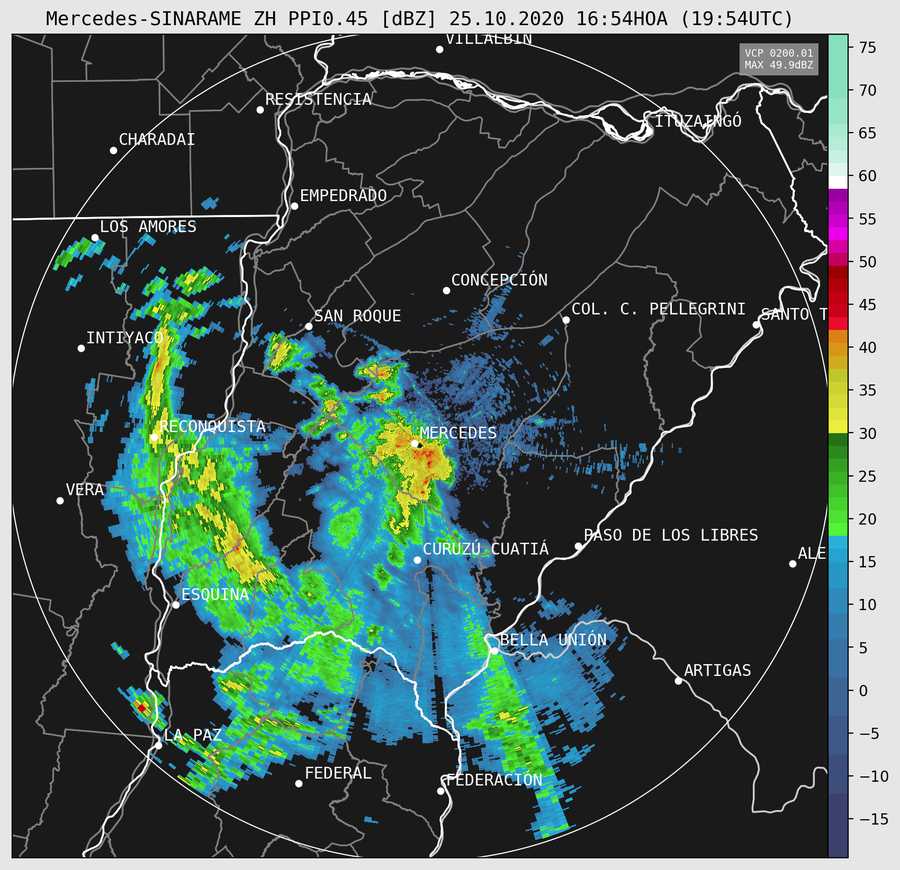 Mercedes-SINARAME ZH PPI0.45 [dBZ] 25.10.2020 16:54HOA (19:54UTC)
VILLALBIN
VCP 0200.01
MAX 49.9dBZ
RESISTENCIA
ITUZAINGÓ
CHARADAI
EMPEDRADO
LOS AMORES
CONCEPCIÓN
SAN ROQUE
COL. C. PELLEGRINI
SANTO T
INTIYACO
RECONQUISTA
MERCEDES
VERA
PASO DE LOS LIBRES
CURUZÚ CUATIÁ
ALE
ESQUINA
BELLA UNIÓN
ARTIGAS
LA PAZ
FEDERAL
FEDERACIÓN
75
70
65
60
55
50
45
40
35
30
25
20
15
10
5
0
−5
−10
−15